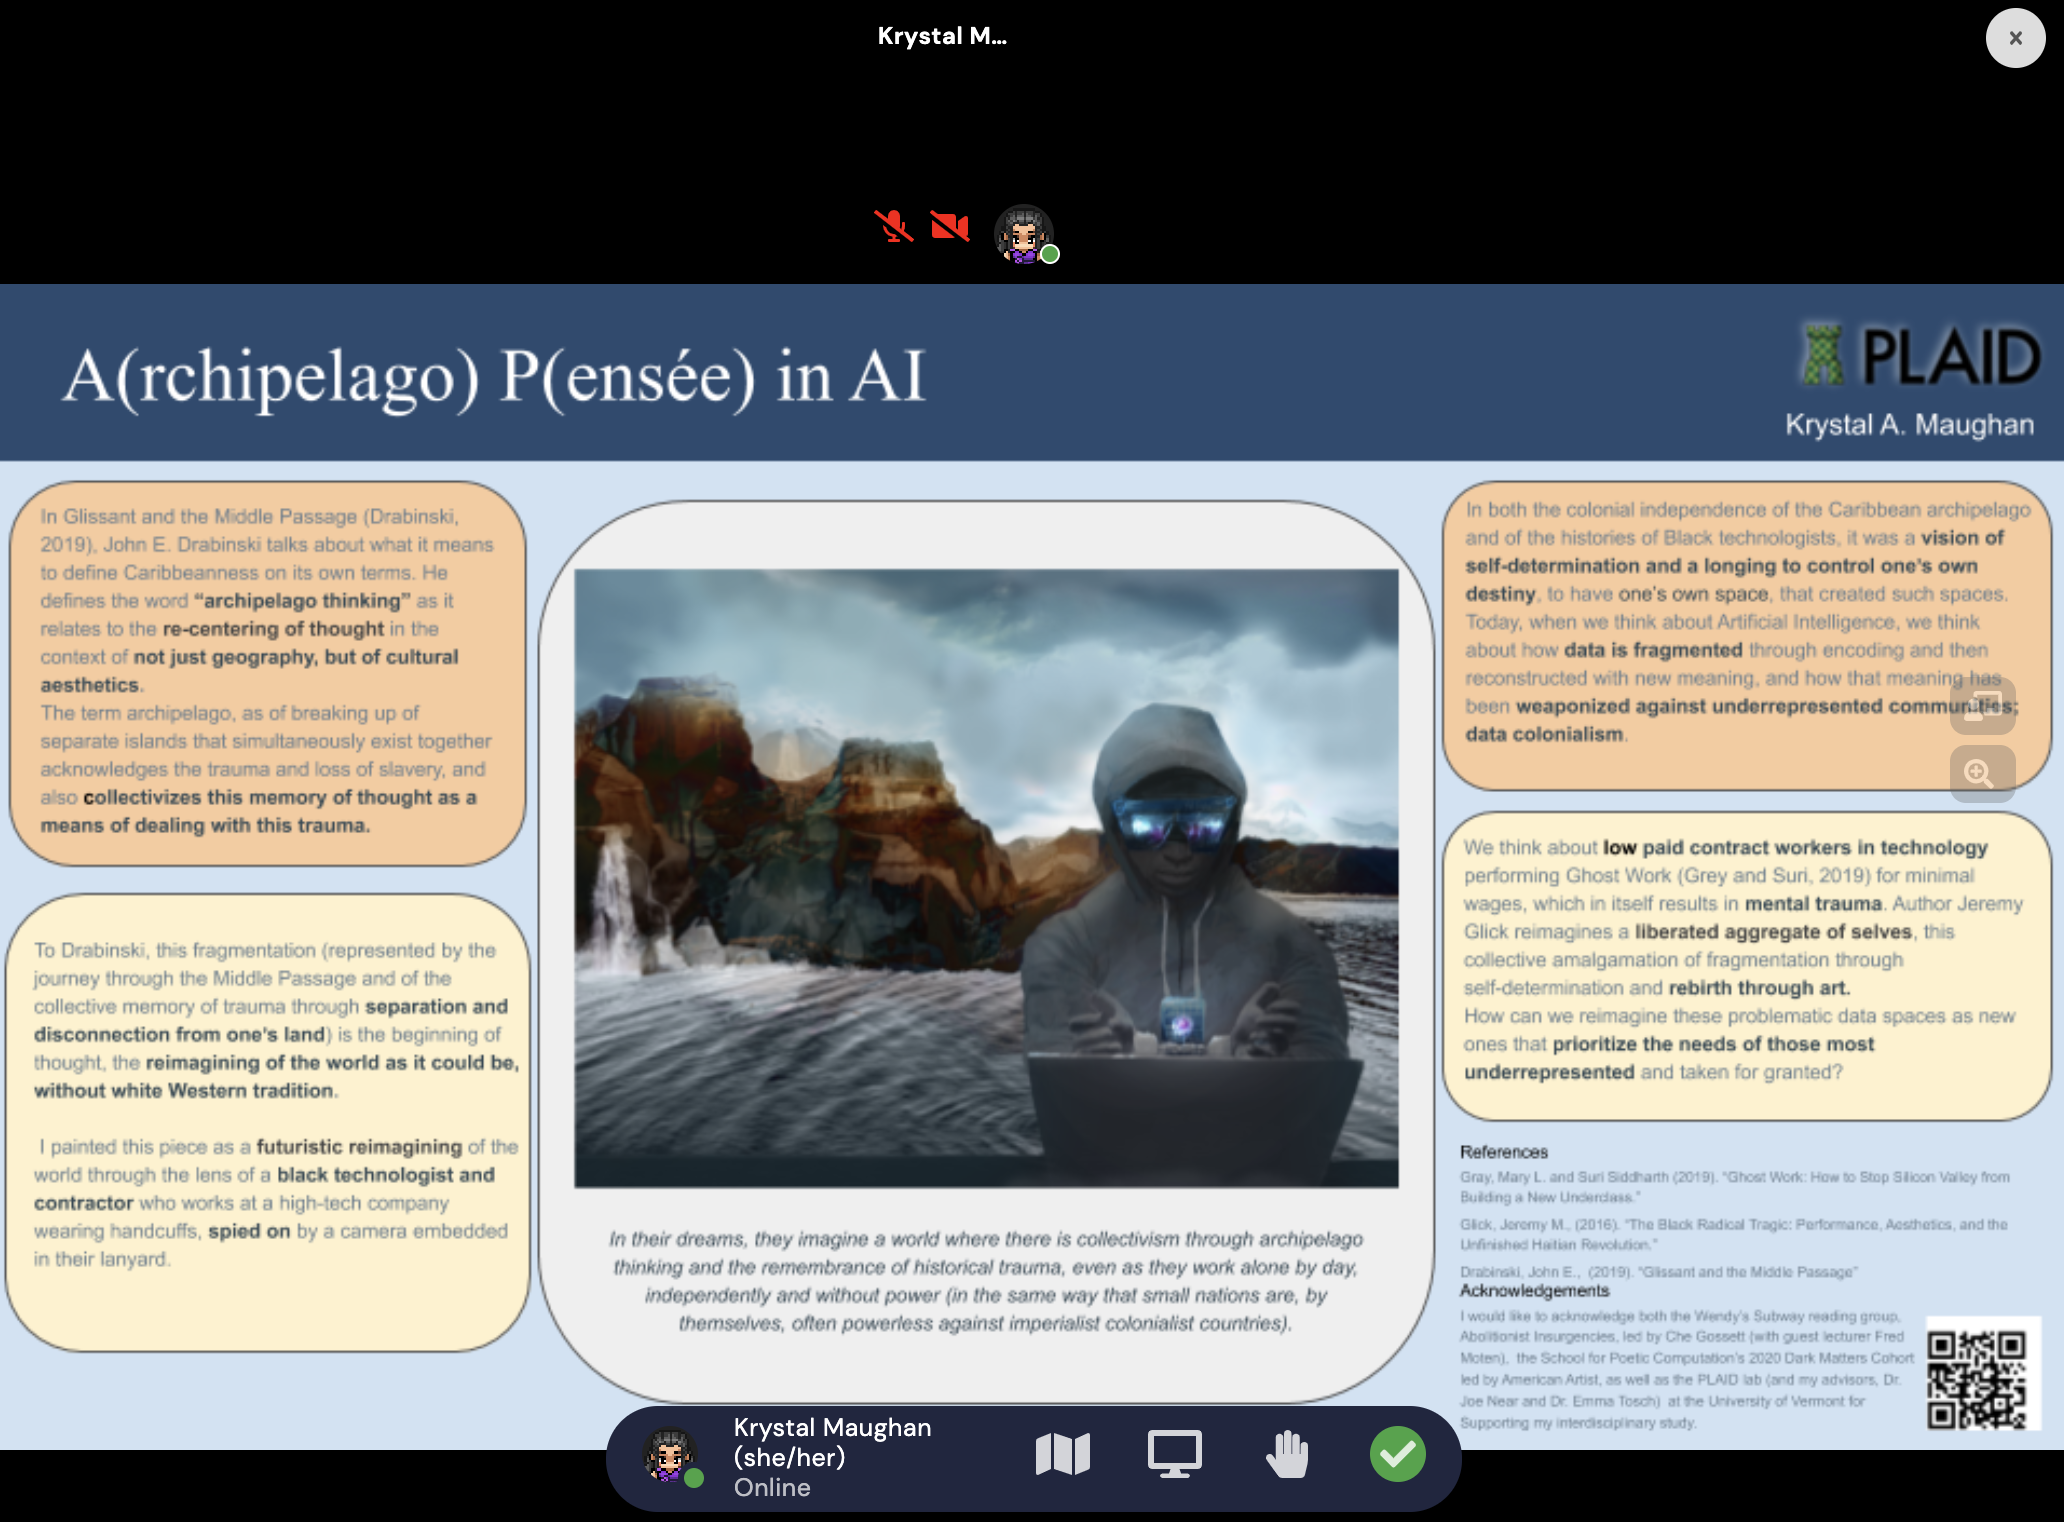 Krystal M...
x
A(rchipelago) P(ensée) in AI
PLAID
Krystal A. Maughan
In Glissant and the Middle Passage (Drabinski,
2019), John E. Drabinski talks about what it means
to define Caribbeanness on its own terms. He
defines the word “archipelago thinking” as it
relates to the re-centering of thought in the
context of not just geography, but of cultural
aesthetics.
The term archipelago, as of breaking up of
separate islands that simultaneously exist together
acknowledges the trauma and loss of slavery, and
also collectivizes this memory of thought as a
means of dealing with this trauma.
To Drabinski, this fragmentation (represented by the
journey through the Middle Passage and of the
collective memory of trauma through separation and
disconnection from one's land) is the beginning of
thought, the reimagining of the world as it could be,
without white Western tradition.
I painted this piece as a futuristic reimagining of the
world through the lens of a black technologist and
contractor who works at a high-tech company
wearing handcuffs, spied on by a camera embedded
in their lanyard.
In their dreams, they imagine a world where there is collectivism through archipelago
thinking and the remembrance of historical trauma, even as they work alone by day,
independently and without power (in the same way that small nations are, by
themselves, often powerless against imperialist colonialist countries).
In both the colonial independence of the Caribbean archipelago
and of the histories of Black technologists, it was a vision of
self-determination and a longing to control one's own
destiny, to have one's own space, that created such spaces.
Today, when we think about Artificial Intelligence, we think
about how data is fragmented through encoding and then
reconstructed with new meaning, and how that meaning has
been weaponized against underrepresented communities;
data colonialism.
We think about low paid contract workers in technology
performing Ghost Work (Grey and Suri, 2019) for minimal
wages, which in itself results in mental trauma. Author Jeremy
Glick reimagines a liberated aggregate of selves, this
collective amalgamation of fragmentation through
self-determination and rebirth through art.
How can we reimagine these problematic data spaces as new
ones that prioritize the needs of those most
underrepresented and taken for granted?
References
Gray, Mary L. and Suri Siddharth (2019). “Ghost Work: How to Stop Silicon Valley from
Building a New Underclass.”
Glick, Jeremy M., (2016). “The Black Radical Tragic: Performance, Aesthetics, and the
Unfinished Haitian Revolution.”
Drabinski, John E., (2019). “Glissant and the Middle Passage”
Acknowledgements
I would like to acknowledge both the Wendy's Subway reading group,
Abolitionist Insurgencies, led by Che Gossett (with guest lecturer Fred
Moten), the School for Poetic Computation's 2020 Dark Matters Cohort
led by American Artist, as well as the PLAID lab (and my advisors, Dr.
Joe Near and Dr. Emma Tosch) at the University of Vermont for
Supporting my interdisciplinary study.
Krystal Maughan
(she/her)
Online